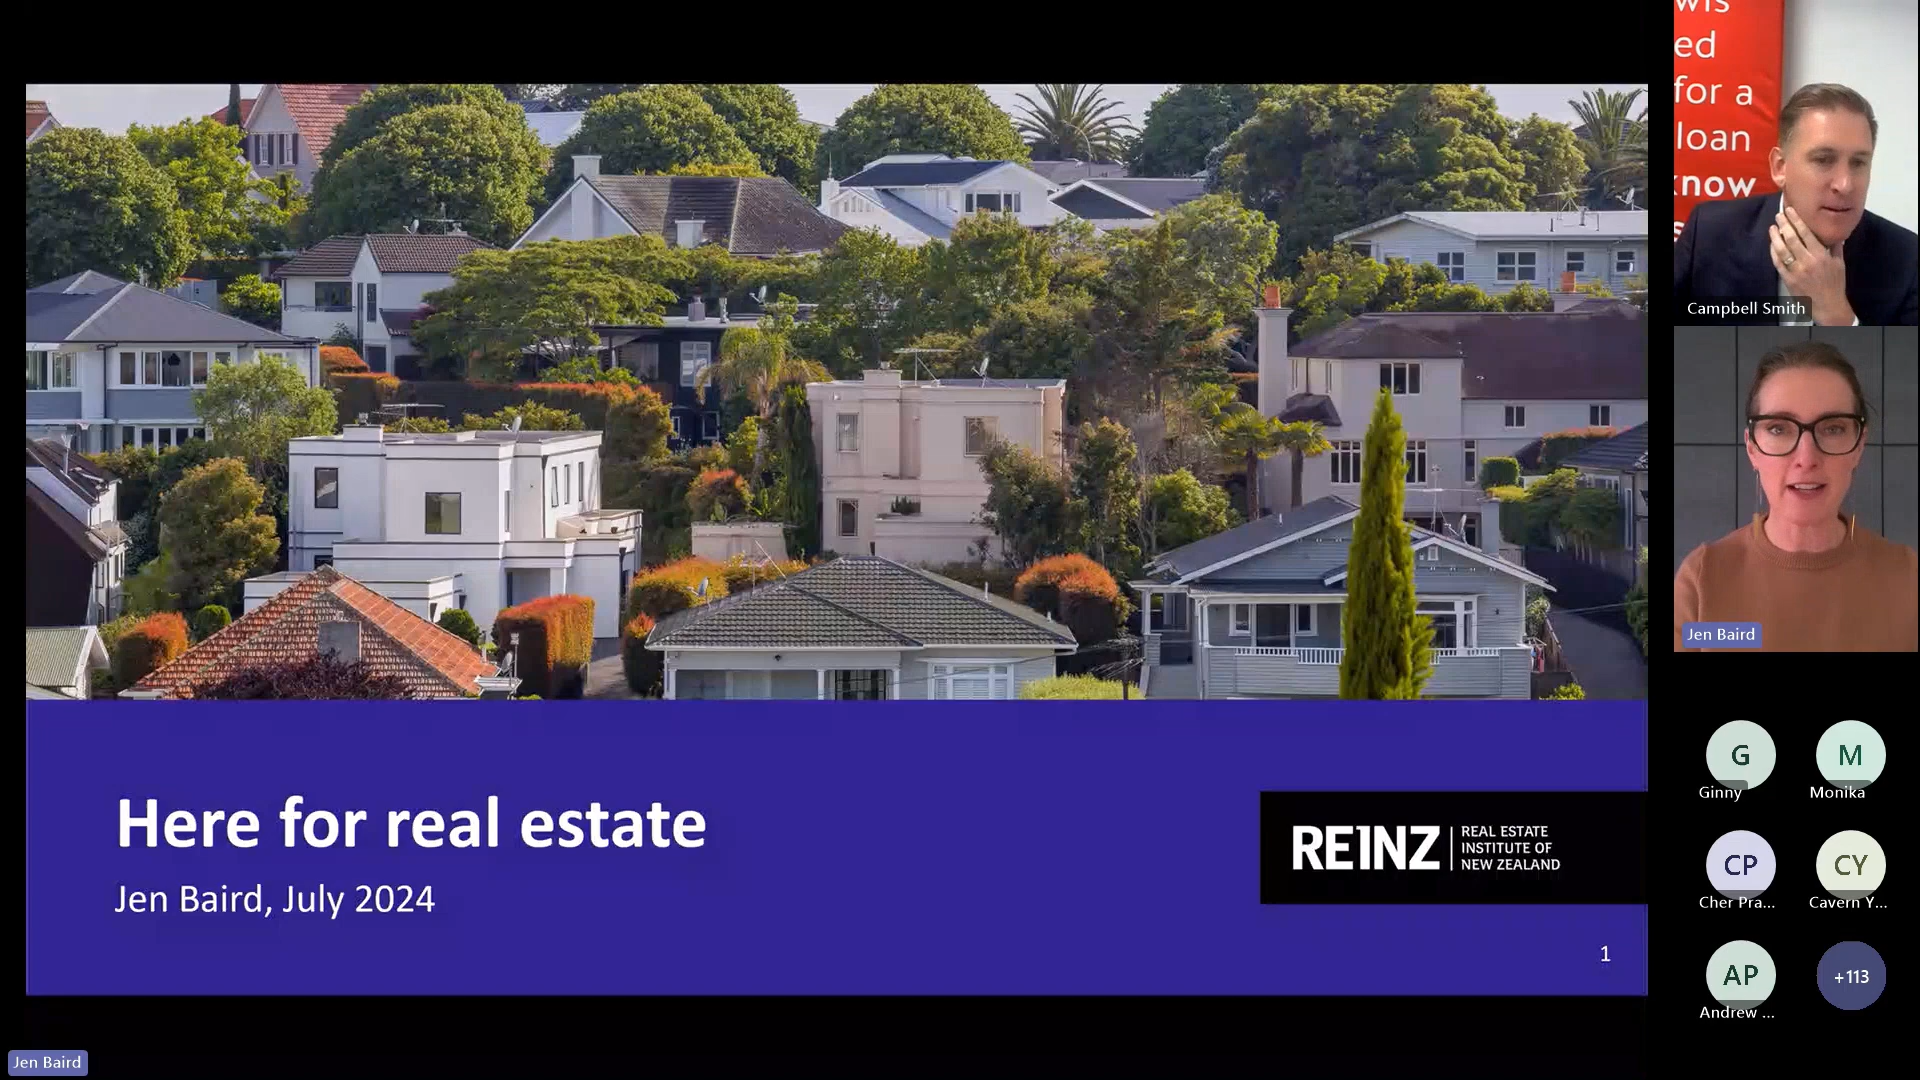 wis
ed
for a
loan
know
Campbell Smith
Jen Baird
Here for real estate
Jen Baird, July 2024
REINZ
REAL ESTATE
INSTITUTE OF
NEW ZEALAND
1
G
Ginny
M
Monika
CP
Cher Pra...
CY
Cavern Y...
AP
Andrew ...
+113
Jen Baird